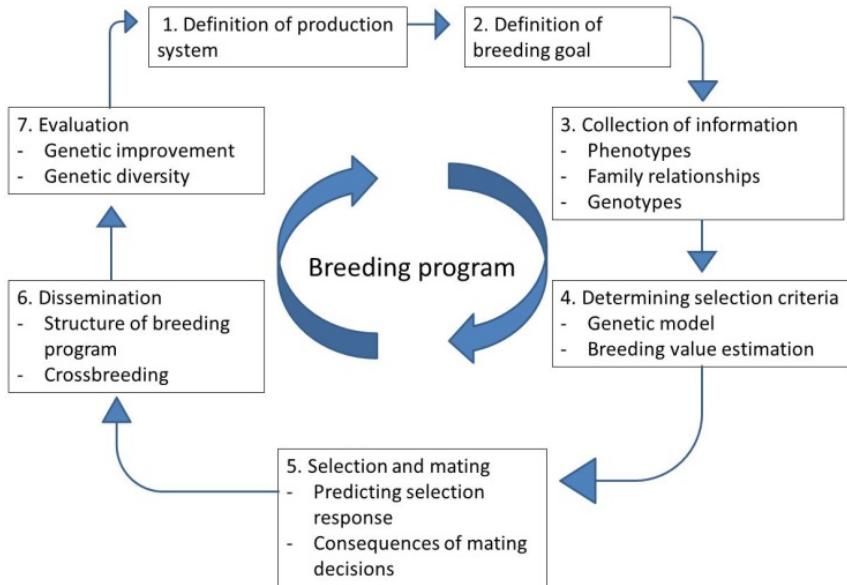 1. Definition of production
system
2. Definition of
breeding goal
3. Collection of information
- Phenotypes
- Family relationships
- Genotypes
4. Determining selection criteria
- Genetic model
- Breeding value estimation
5. Selection and mating
- Predicting selection
response
- Consequences of mating
decisions
6. Dissemination
- Structure of breeding
program
- Crossbreeding
7. Evaluation
- Genetic improvement
- Genetic diversity
Breeding program